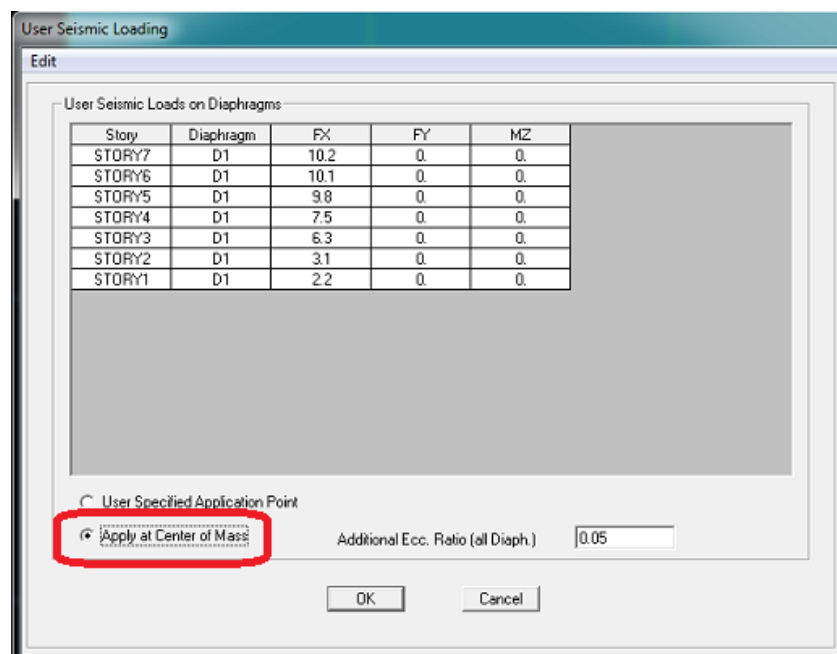 User Seismic Loading
Edit
User Seismic Loads on Diaphragms
Story Diaphragm FX FY MZ
STORY7 D1 10.2 0. 0.
STORY6 D1 10.1 0. 0.
STORY5 D1 9.8 0. 0.
STORY4 D1 7.5 0. 0.
STORY3 D1 6.3 0. 0.
STORY2 D1 3.1 0. 0.
STORY1 D1 2.2 0. 0.
User Specified Application Point
Apply at Center of Mass Additional Ecc. Ratio (all Diaph.) 0.05
OK Cancel